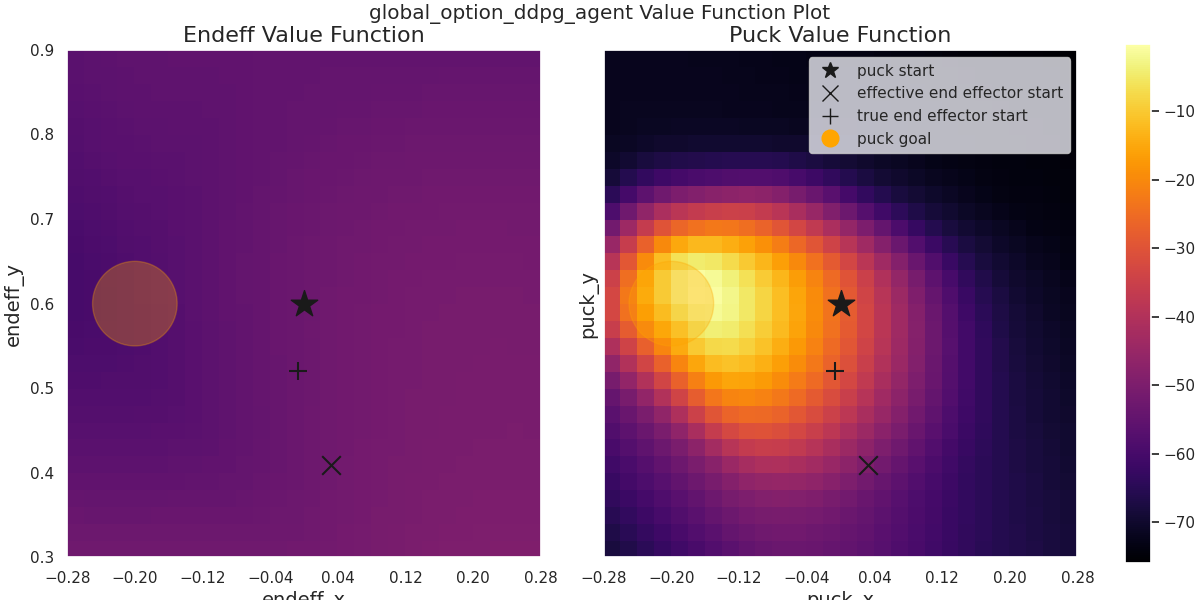 global_option_ddpg_agent Value Function Plot
Endeff Value Function
Puck Value Function
puck start
effective end effector start
true end effector start
puck goal
endeff_y
0.9
0.8
0.7
0.6
0.5
0.4
0.3
−0.28 −0.20 −0.12 −0.04 0.04 0.12 0.20 0.28
endeff_x
puck_y
−0.28 −0.20 −0.12 −0.04 0.04 0.12 0.20 0.28
puck_x
−10
−20
−30
−40
−50
−60
−70